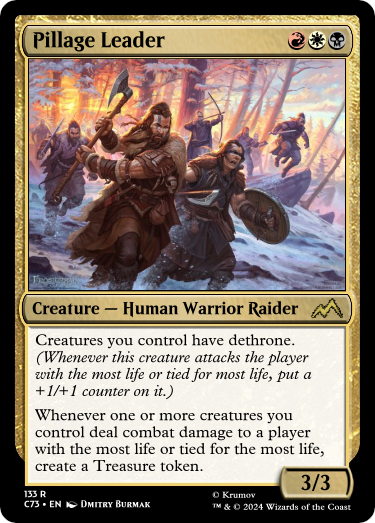 Pillage Leader
Creature — Human Warrior Raider
Creatures you control have dethrone.
(Whenever this creature attacks the player
with the most life or tied for most life, put a
+1/+1 counter on it.)
Whenever one or more creatures you
control deal combat damage to a player
with the most life or tied for the most life,
create a Treasure token.
3/3
133 R
C73 • EN DMITRY BURMAK
© Krumov
™ & © 2024 Wizards of the Coast